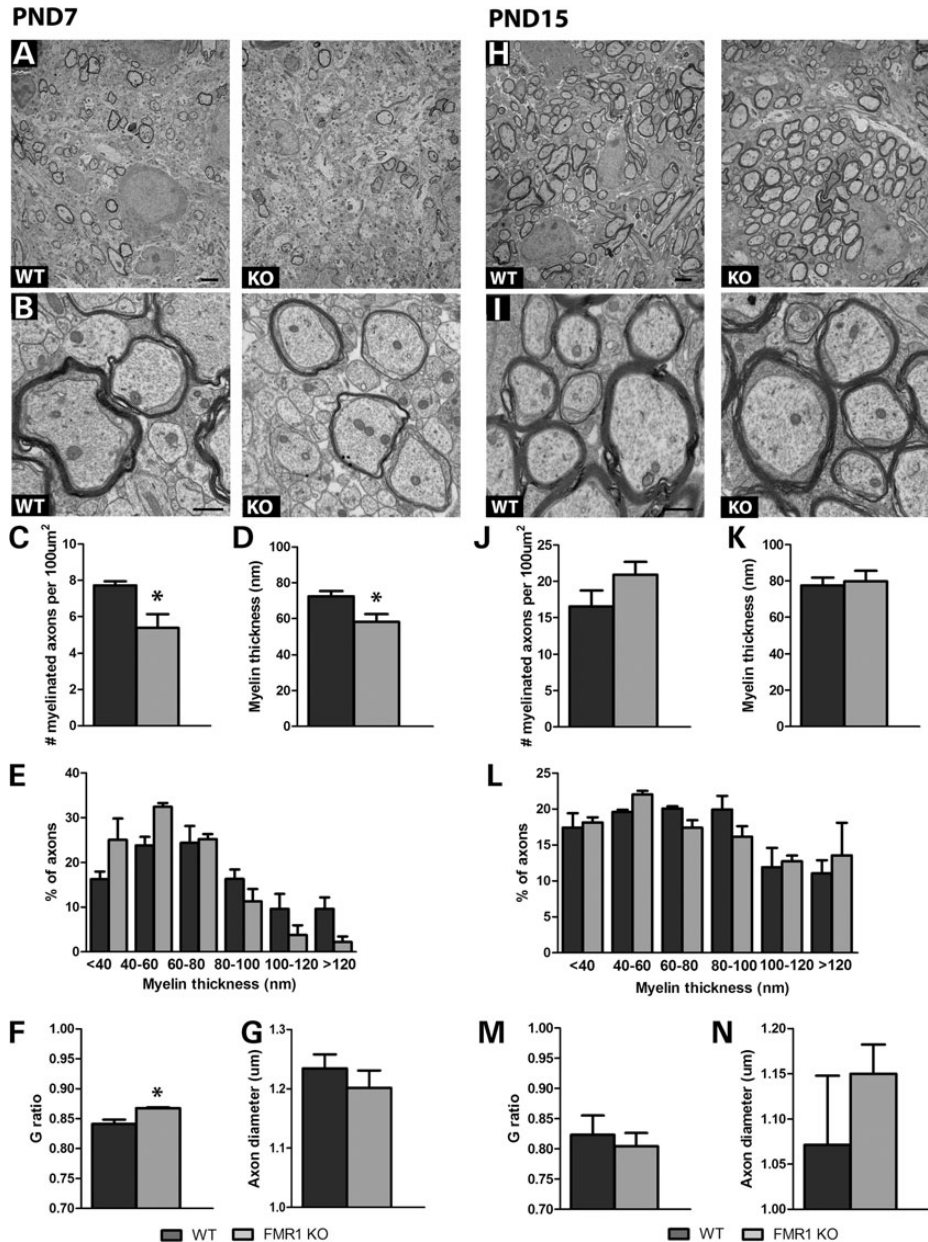 PND7
PND15
A
WT
KO
H
WT
KO
B
WT
KO
I
WT
KO
C
# myelinated axons per 100um²
10
8
6
4
2
0
*
D
Myelin thickness (nm)
100
80
60
40
20
0
*
J
# myelinated axons per 100um²
25
20
15
10
5
0
K
Myelin thickness (nm)
100
80
60
40
20
0
E
% of axons
40
30
20
10
0
<40 40-60 60-80 80-100 100-120 >120
Myelin thickness (nm)
L
% of axons
25
20
15
10
5
0
<40 40-60 60-80 80-100 100-120 >120
Myelin thickness (nm)
F
G ratio
1.00
0.95
0.90
0.85
0.80
0.75
0.70
*
G
Axon diameter (um)
1.3
1.2
1.1
1.0
M
G ratio
1.00
0.95
0.90
0.85
0.80
0.75
0.70
N
Axon diameter (um)
1.20
1.15
1.10
1.05
1.00
WT FMR1 KO
WT FMR1 KO